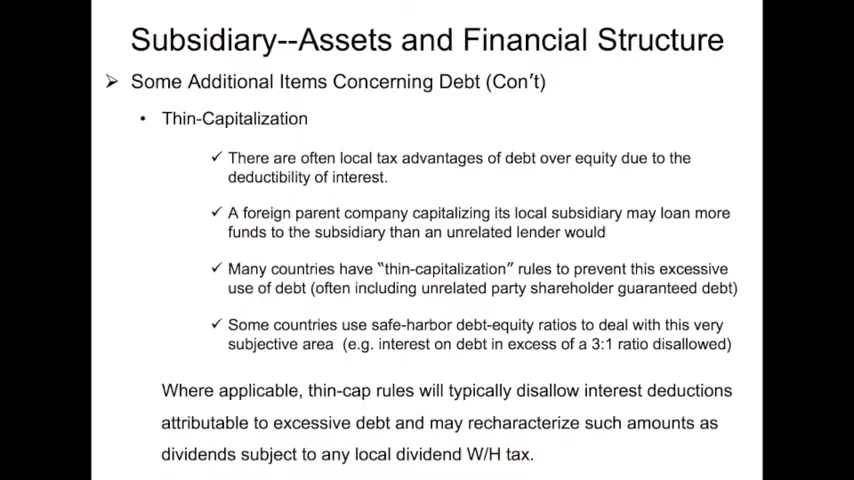 Subsidiary--Assets and Financial Structure
➢ Some Additional Items Concerning Debt (Con't)
• Thin-Capitalization
✓ There are often local tax advantages of debt over equity due to the
deductibility of interest.
✓ A foreign parent company capitalizing its local subsidiary may loan more
funds to the subsidiary than an unrelated lender would
✓ Many countries have "thin-capitalization" rules to prevent this excessive
use of debt (often including unrelated party shareholder guaranteed debt)
✓ Some countries use safe-harbor debt-equity ratios to deal with this very
subjective area (e.g. interest on debt in excess of a 3:1 ratio disallowed)
Where applicable, thin-cap rules will typically disallow interest deductions
attributable to excessive debt and may recharacterize such amounts as
dividends subject to any local dividend W/H tax.